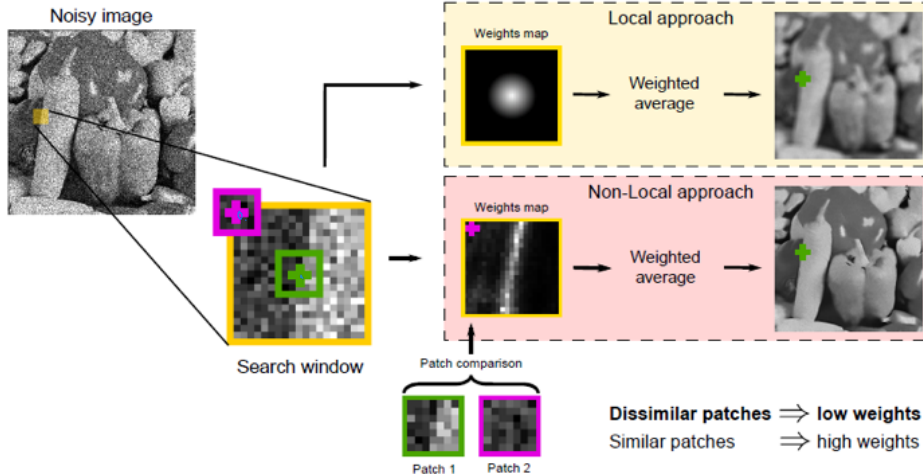 Noisy image
Search window
Local approach
Weights map
Weighted
average
Non-Local approach
Weights map
Weighted
average
Patch comparison
Patch 1
Patch 2
Dissimilar patches ⇒ low weights
Similar patches ⇒ high weights